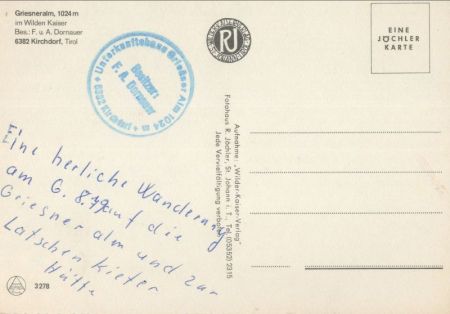 Griesneralm, 1024 m
im Wilden Kaiser
Bes.: F. u. A. Dornauer
6382 Kirchdorf, Tirol
Unterkunftshaus Griesner Alm 1024 m + 6382 Kirchdorf +
Besitzer:
F. A. Dornauer
RJ
EINE
JÖCHLER
KARTE
Aufnahme: „Wilder-Kaiser-Verlag"
Fotohaus R. Jöchler, St. Johann i. T., Tel. (05352) 2315
Jede Vervielfältigung verboten
Eine herliche Wanderung
am 6. 8. 79 auf die
Griesner alm und zur
Latschen Kiefer
Hütte
3278